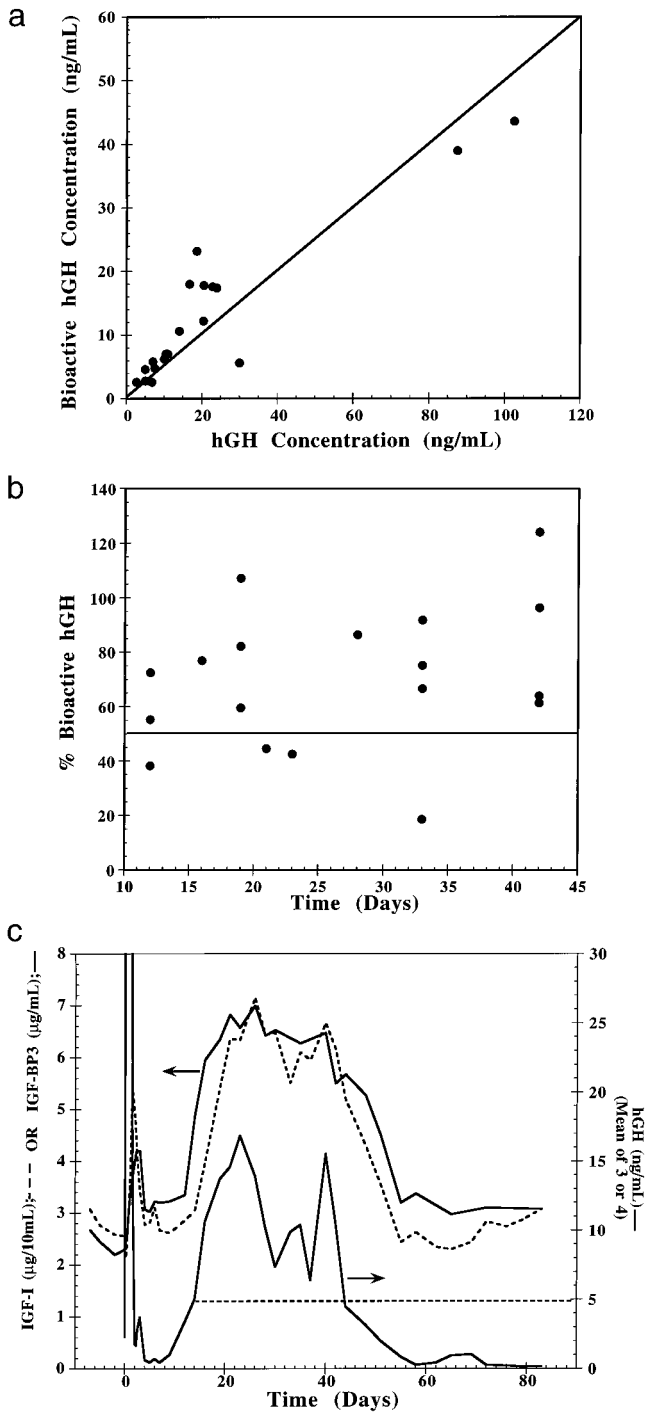 a
Bioactive hGH Concentration (ng/mL)
60
50
40
30
20
10
0
0 20 40 60 80 100 120
hGH Concentration (ng/mL)
b
% Bioactive hGH
140
120
100
80
60
40
20
0
10 15 20 25 30 35 40 45
Time (Days)
c
IGF-I (µg/10mL);- - - OR IGF-BP3 (µg/mL);—
8
7
6
5
4
3
2
1
0
30
25
20
15
10
5
0
hGH (ng/mL)—
(Mean of 3 or 4)
0 20 40 60 80
Time (Days)